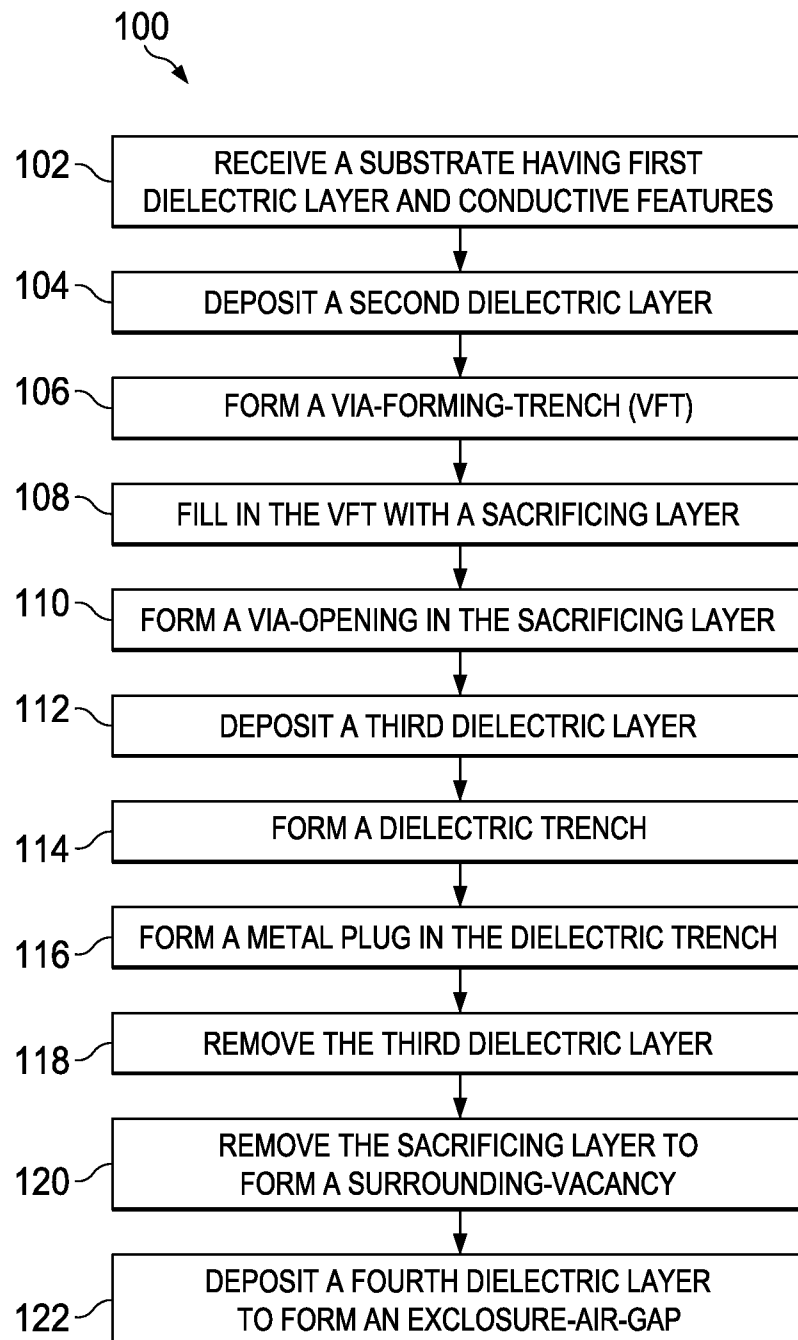 100
102
RECEIVE A SUBSTRATE HAVING FIRST
DIELECTRIC LAYER AND CONDUCTIVE FEATURES
104
DEPOSIT A SECOND DIELECTRIC LAYER
106
FORM A VIA-FORMING-TRENCH (VFT)
108
FILL IN THE VFT WITH A SACRIFICING LAYER
110
FORM A VIA-OPENING IN THE SACRIFICING LAYER
112
DEPOSIT A THIRD DIELECTRIC LAYER
114
FORM A DIELECTRIC TRENCH
116
FORM A METAL PLUG IN THE DIELECTRIC TRENCH
118
REMOVE THE THIRD DIELECTRIC LAYER
120
REMOVE THE SACRIFICING LAYER TO
FORM A SURROUNDING-VACANCY
122
DEPOSIT A FOURTH DIELECTRIC LAYER
TO FORM AN EXCLOSURE-AIR-GAP